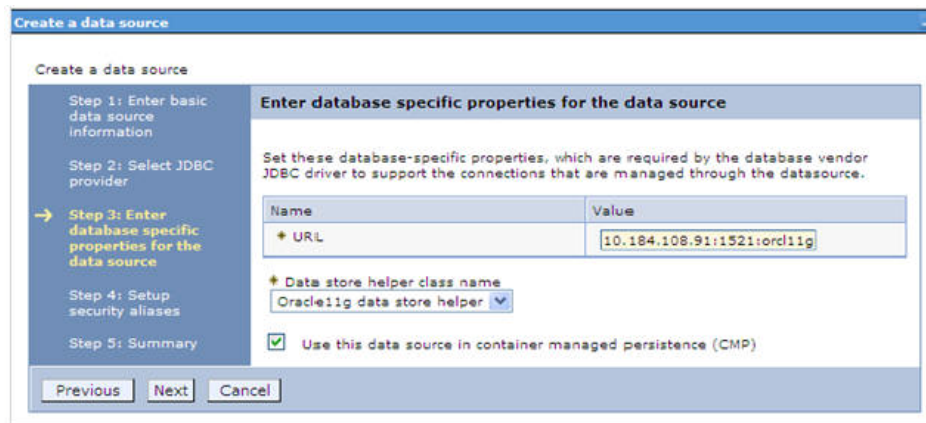 Create a data source
Create a data source
Step 1: Enter basic
data source
information
Step 2: Select JDBC
provider
Step 3: Enter
database specific
properties for the
data source
Step 4: Setup
security aliases
Step 5: Summary
Enter database specific properties for the data source
Set these database-specific properties, which are required by the database vendor
JDBC driver to support the connections that are managed through the datasource.
Name Value
URL 10.184.108.91:1521:orcl11g
Data store helper class name
Oracle11g data store helper
Use this data source in container managed persistence (CMP)
Previous Next Cancel